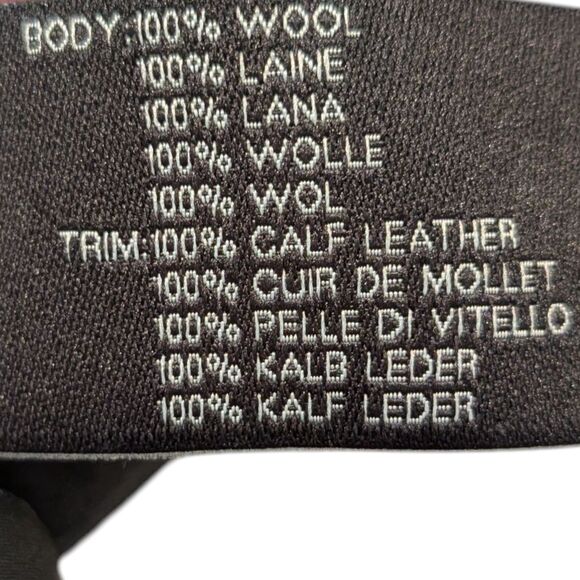 BODY:100% WOOL
100% LAINE
100% LANA
100% WOLLE
100% WOL
TRIM:100% CALF LEATHER
100% CUIR DE MOLLET
100% PELLE DI VITELLO
100% KALB LEDER
100% KALF LEDER